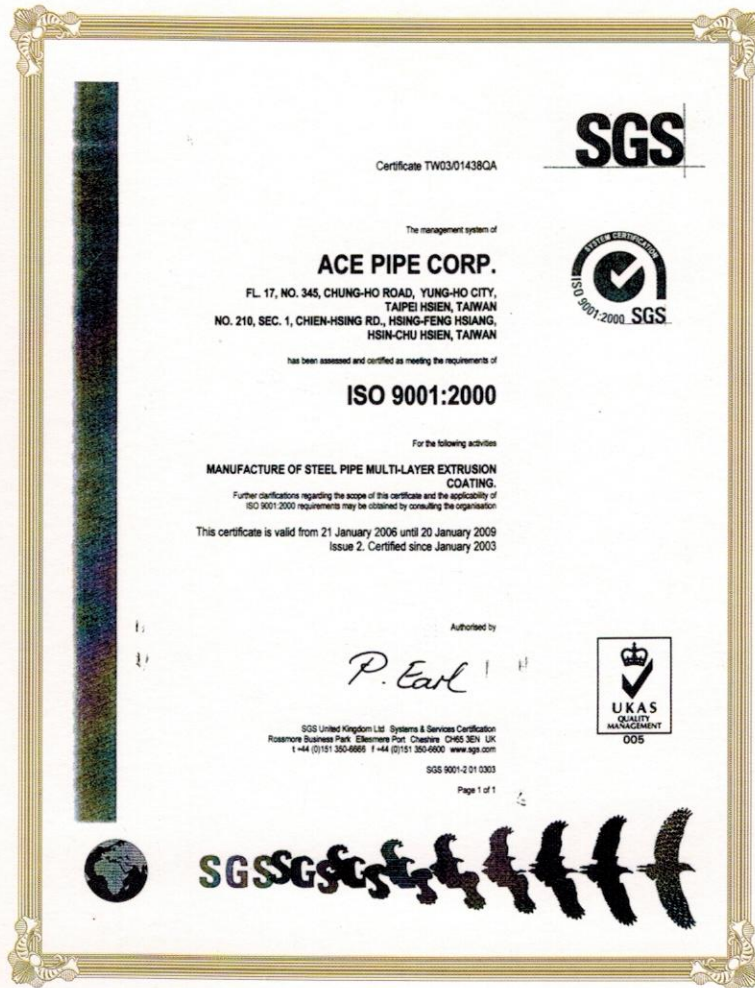 SGS
Certificate TW03/01438QA
The management system of
ACE PIPE CORP.
FL. 17, NO. 345, CHUNG-HO ROAD, YUNG-HO CITY,
TAIPEI HSIEN, TAIWAN
NO. 210, SEC. 1, CHIEN-HSING RD., HSING-FENG HSIANG,
HSIN-CHU HSIEN, TAIWAN
SYSTEM CERTIFICATION
ISO 9001:2000 SGS
has been assessed and certified as meeting the requirements of
ISO 9001:2000
For the following activities
MANUFACTURE OF STEEL PIPE MULTI-LAYER EXTRUSION
COATING.
Further clarifications regarding the scope of this certificate and the applicability of
ISO 9001:2000 requirements may be obtained by consulting the organisation
This certificate is valid from 21 January 2006 until 20 January 2009
Issue 2. Certified since January 2003
Authorised by
P. Earl
SGS United Kingdom Ltd Systems & Services Certification
Rossmore Business Park Ellesmere Port Cheshire CH65 3EN UK
t +44 (0)151 350-6666 f +44 (0)151 350-6600 www.sgs.com
SGS 9001-2 01 0303
Page 1 of 1
UKAS
QUALITY
MANAGEMENT
005
SGSSGSSGS